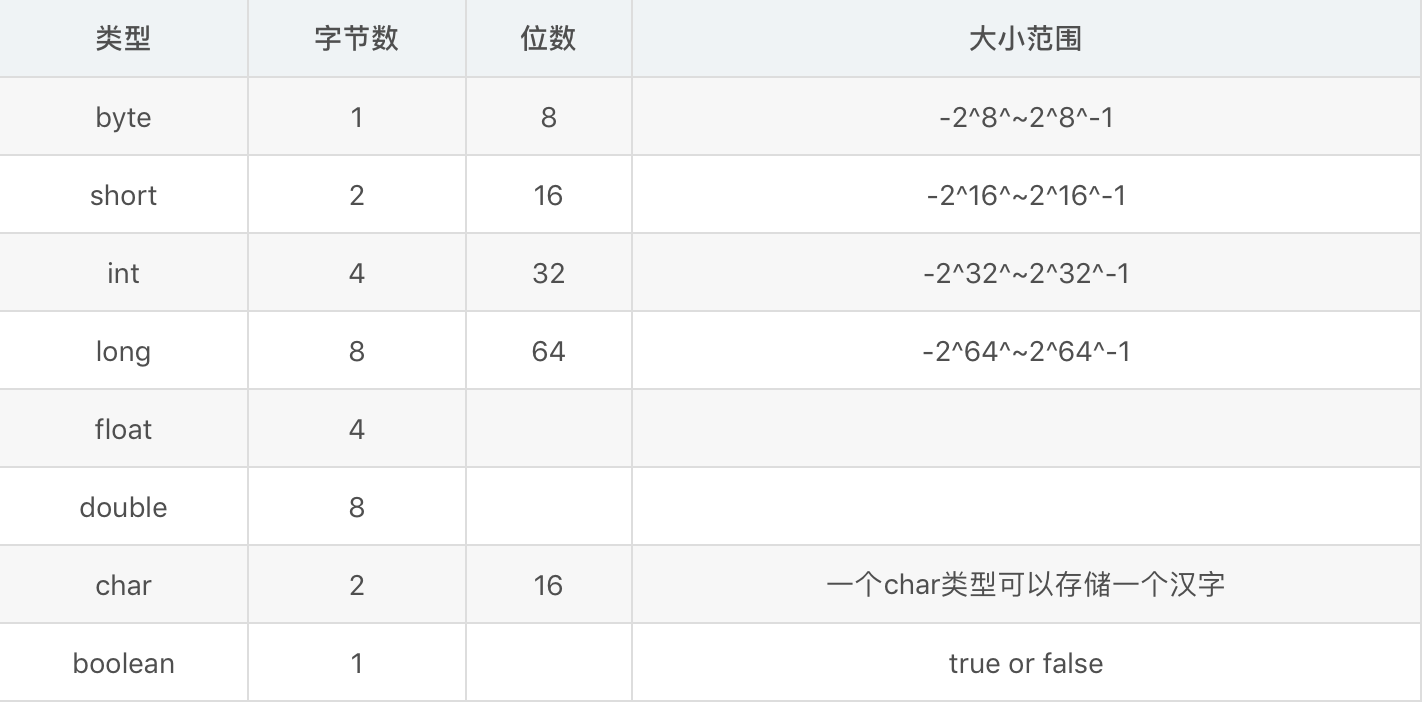 类型 字节数 位数 大小范围
byte 1 8 -2^8^~2^8^-1
short 2 16 -2^16^~2^16^-1
int 4 32 -2^32^~2^32^-1
long 8 64 -2^64^~2^64^-1
float 4
double 8
char 2 16 一个char类型可以存储一个汉字
boolean 1 true or false